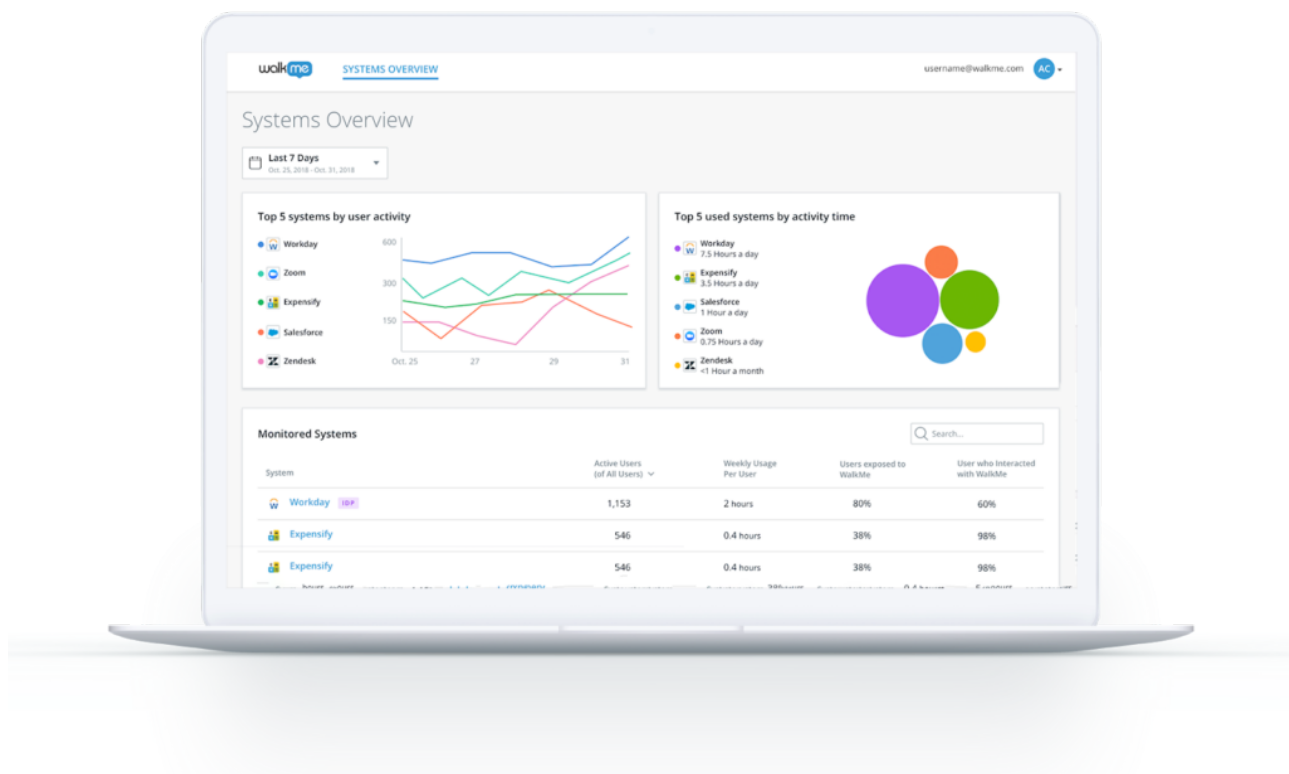 walkme
SYSTEMS OVERVIEW
username@walkme.com
AC
Systems Overview
Last 7 Days
Oct. 25, 2018 - Oct. 31, 2018
Top 5 systems by user activity
Workday
Zoom
Expensify
Salesforce
Zendesk
600
300
150
Oct. 25
27
29
31
Top 5 used systems by activity time
Workday
7.5 Hours a day
Expensify
3.5 Hours a day
Salesforce
1 Hour a day
Zoom
0.75 Hours a day
Zendesk
<1 Hour a month
Monitored Systems
Search...
System
Active Users
(of All Users)
Weekly Usage
Per User
Users exposed to
WalkMe
User who Interacted
with WalkMe
Workday IDP 1,153 2 hours 80% 60%
Expensify 546 0.4 hours 38% 98%
Expensify 546 0.4 hours 38% 98%